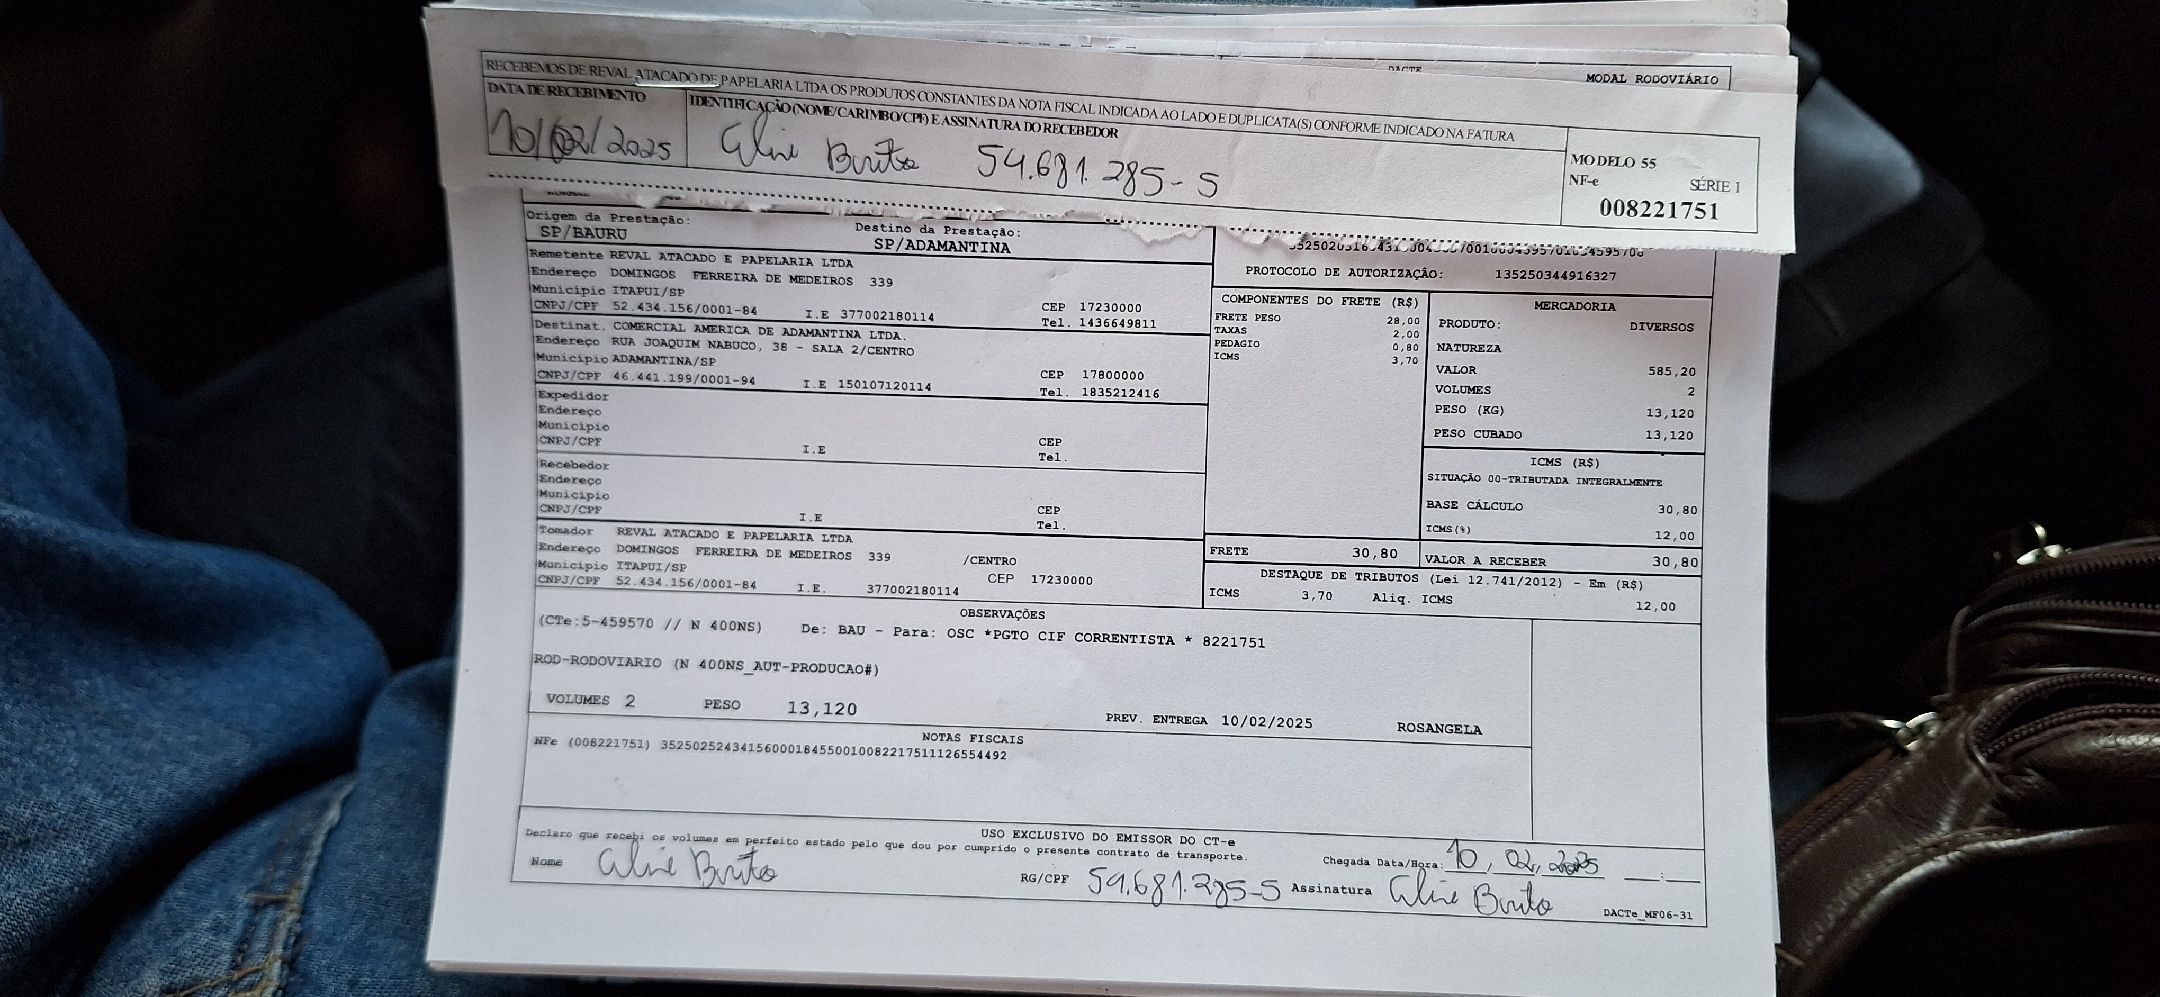 DACTE
MODAL RODOVIÁRIO
RECEBEMOS DE REVAL ATACADO DE PAPELARIA LTDA OS PRODUTOS CONSTANTES DA NOTA FISCAL INDICADA AO LADO E DUPLICATA(S) CONFORME INDICADO NA FATURA
DATA DE RECEBIMENTO
10/02/2025
IDENTIFICAÇÃO (NOME/CARIMBO/CPF) E ASSINATURA DO RECEBEDOR
Aline Brito 54.681.285-5
MODELO 55
NF-e SÉRIE 1
008221751
Origem da Prestação:
SP/BAURU
Destino da Prestação:
SP/ADAMANTINA
PROTOCOLO DE AUTORIZAÇÃO: 135250344916327
Remetente REVAL ATACADO E PAPELARIA LTDA
Endereço DOMINGOS FERREIRA DE MEDEIROS 339
Município ITAPUI/SP CEP 17230000
CNPJ/CPF 52.434.156/0001-84 I.E 377002180114 Tel. 1436649811
Destinat. COMERCIAL AMERICA DE ADAMANTINA LTDA.
Endereço RUA JOAQUIM NABUCO, 38 - SALA 2/CENTRO
Município ADAMANTINA/SP CEP 17800000
CNPJ/CPF 46.441.199/0001-94 I.E 150107120114 Tel. 1835212416
Expedidor
Endereço
Município CEP
CNPJ/CPF I.E Tel.
Recebedor
Endereço
Município CEP
CNPJ/CPF I.E Tel.
Tomador REVAL ATACADO E PAPELARIA LTDA
Endereço DOMINGOS FERREIRA DE MEDEIROS 339 /CENTRO
Município ITAPUI/SP CEP 17230000
CNPJ/CPF 52.434.156/0001-84 I.E. 377002180114
COMPONENTES DO FRETE (R$)
FRETE PESO 28,00
TAXAS 2,00
PEDAGIO 0,80
ICMS 3,70
MERCADORIA
PRODUTO: DIVERSOS
NATUREZA
VALOR 585,20
VOLUMES 2
PESO (KG) 13,120
PESO CUBADO 13,120
ICMS (R$)
SITUAÇÃO 00-TRIBUTADA INTEGRALMENTE
BASE CÁLCULO 30,80
ICMS(%) 12,00
FRETE 30,80
VALOR A RECEBER 30,80
DESTAQUE DE TRIBUTOS (Lei 12.741/2012) - Em (R$)
ICMS 3,70 Aliq. ICMS 12,00
OBSERVAÇÕES
(CTe:5-459570 // N 400NS) De: BAU - Para: OSC *PGTO CIF CORRENTISTA * 8221751
ROD-RODOVIARIO (N 400NS_AUT-PRODUCAO#)
VOLUMES 2 PESO 13,120 PREV. ENTREGA 10/02/2025 ROSANGELA
NOTAS FISCAIS
NFe (008221751) 35250252434156000184550010082217511126554492
USO EXCLUSIVO DO EMISSOR DO CT-e
Declaro que recebi os volumes em perfeito estado pelo que dou por cumprido o presente contrato de transporte.
Chegada Data/Hora: 10, 02, 2025 __:__
Nome Aline Brito RG/CPF 54.681.285-5 Assinatura Aline Brito
DACTe_MF06-31